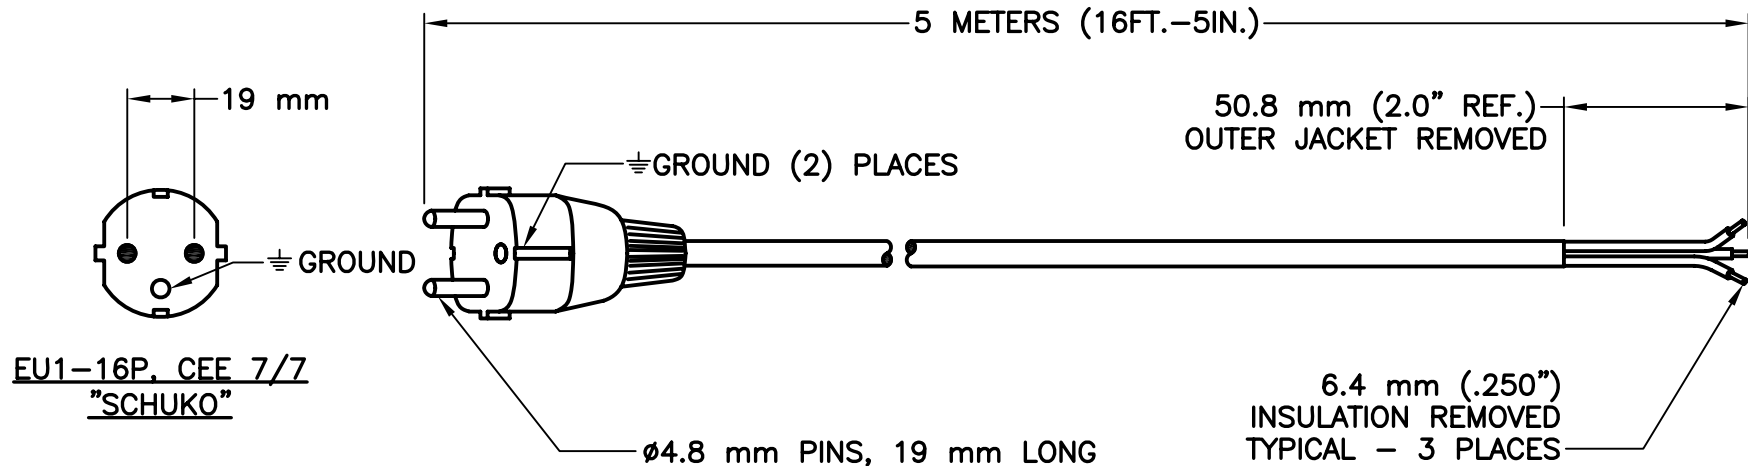 5 METERS (16FT.-5IN.)
19 mm
50.8 mm (2.0" REF.)
OUTER JACKET REMOVED
GROUND (2) PLACES
GROUND
EU1-16P, CEE 7/7
"SCHUKO"
6.4 mm (.250")
INSULATION REMOVED
TYPICAL - 3 PLACES
ø4.8 mm PINS, 19 mm LONG